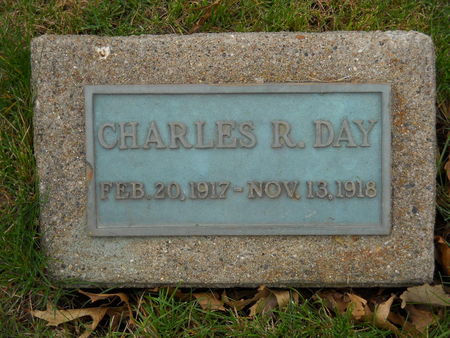 CHARLES R. DAY
FEB. 20, 1917 - NOV. 13, 1918